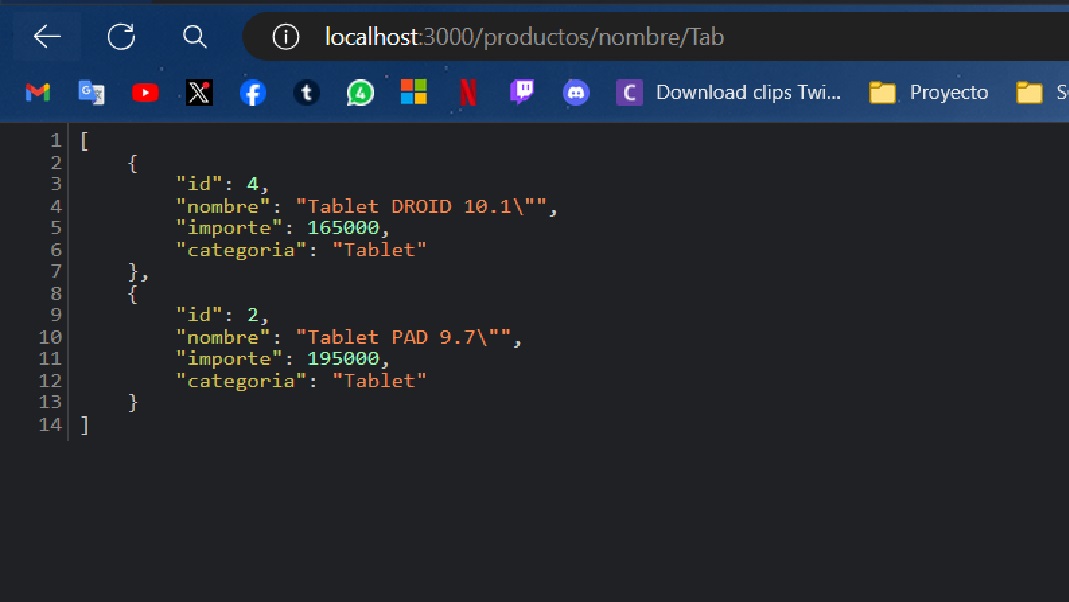 localhost:3000/productos/nombre/Tab
Download clips Twi... Proyecto
1 [
2 {
3 "id": 4,
4 "nombre": "Tablet DROID 10.1\"",
5 "importe": 165000,
6 "categoria": "Tablet"
7 },
8 {
9 "id": 2,
10 "nombre": "Tablet PAD 9.7\"",
11 "importe": 195000,
12 "categoria": "Tablet"
13 }
14 ]